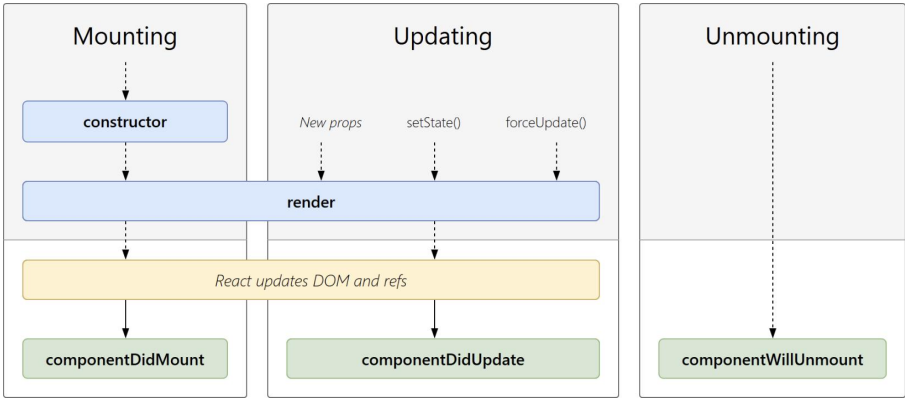 Mounting
Updating
Unmounting
constructor
New props
setState()
forceUpdate()
render
React updates DOM and refs
componentDidMount
componentDidUpdate
componentWillUnmount